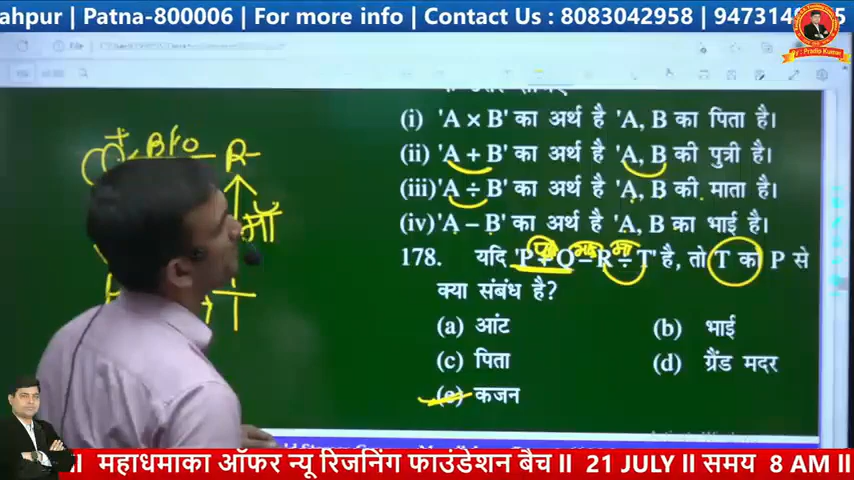 ahpur | Patna-800006 | For more info | Contact Us : 8083042958 | 947314
(i) 'A × B' का अर्थ है 'A, B का पिता है।
(ii) 'A + B' का अर्थ है 'A, B की पुत्री है।
(iii) 'A ÷ B' का अर्थ है 'A, B की माता है।
(iv) 'A − B' का अर्थ है 'A, B का भाई है।
178. यदि 'P + Q − R ÷ T' है, तो T का P से
क्या संबंध है?
(a) आंट (b) भाई
(c) पिता (d) ग्रैंड मदर
(e) कजन
Bro R−
माँ
T
महाधमाका ऑफर न्यू रिजनिंग फाउंडेशन बैच II 21 JULY II समय 8 AM II